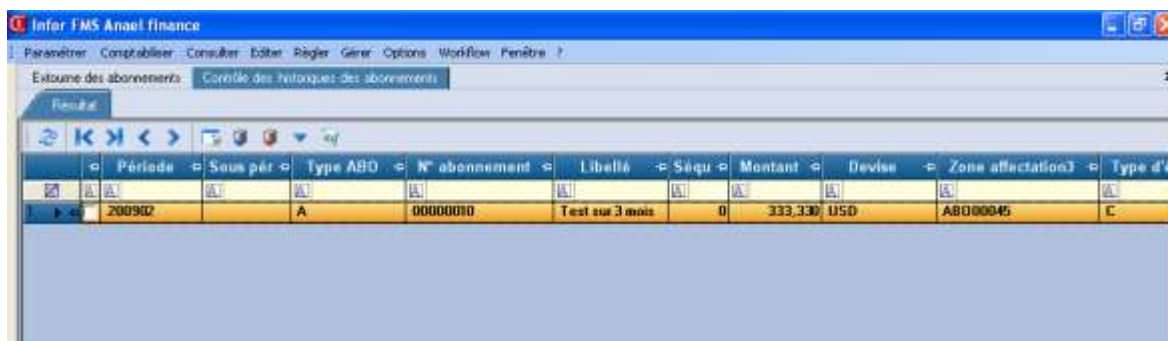 Infor FMS Anael finance
Paramétrer Comptabiliser Consulter Editer Régler Gérer Options Workflow Fenêtre ?
Extourne des abonnements Contrôle des historiques des abonnements
Résultat
Période Sous pér Type ABO N° abonnement Libellé Séqu Montant Devise Zone affectation3 Type d'
200902 A 00000010 Test sur 3 mois 0 333,330 USD ABO00045 C